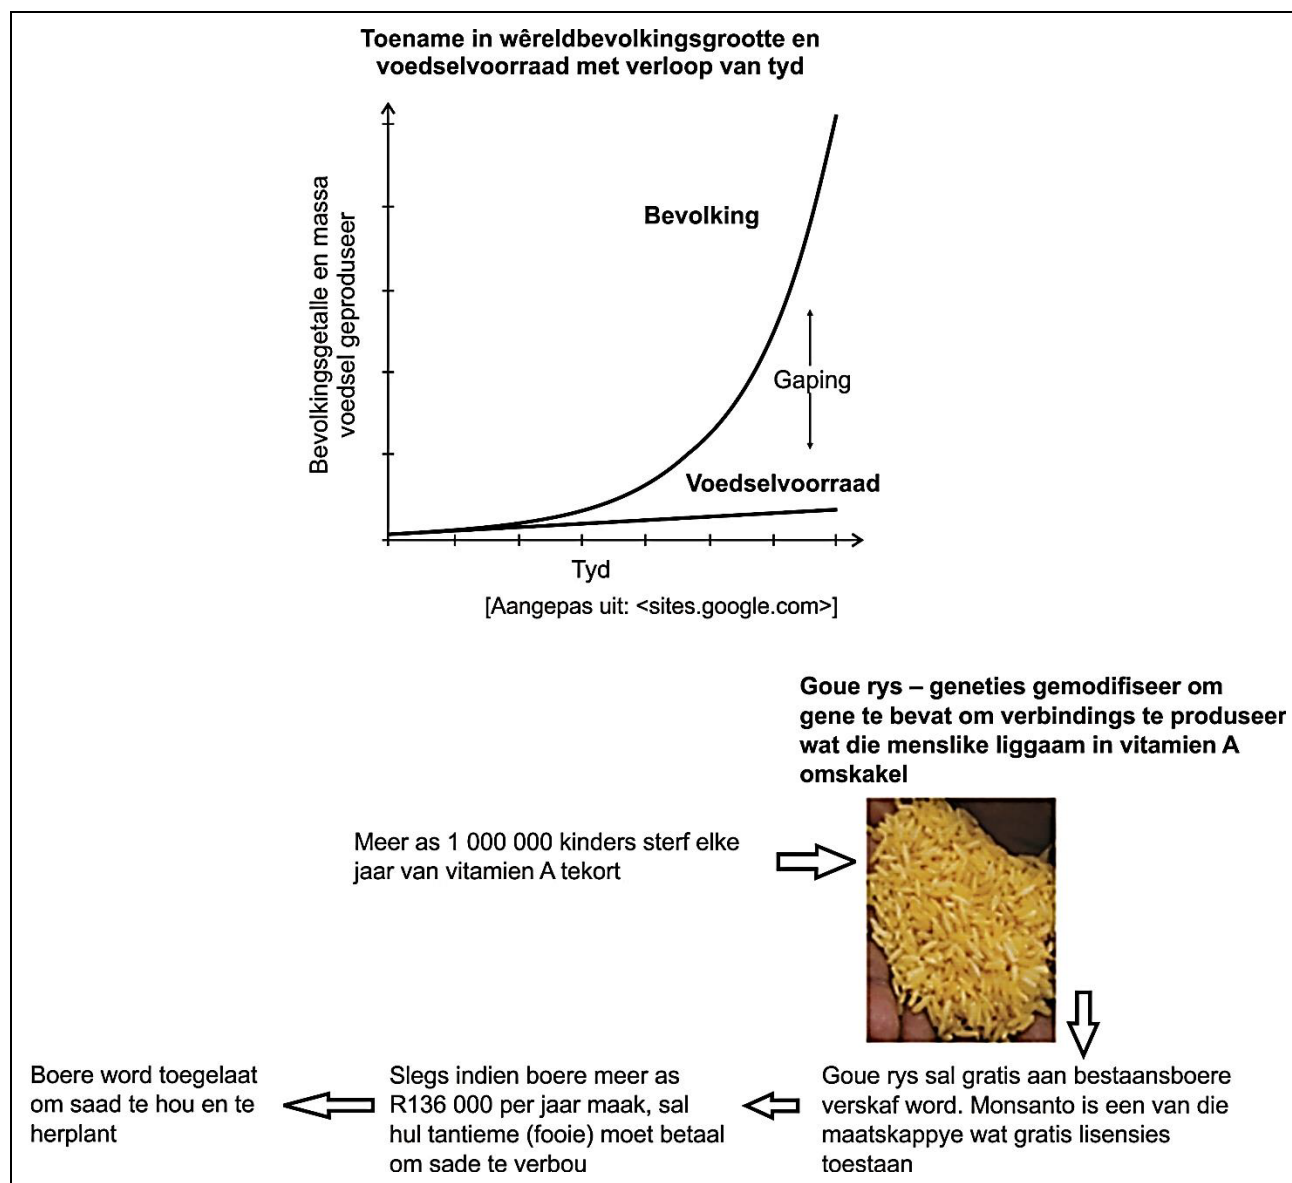 Toename in wêreldbevolkingsgrootte en
voedselvoorraad met verloop van tyd
Bevolkingsgetalle en massa
voedsel geproduseer
Bevolking
Gaping
Voedselvoorraad
Tyd
[Aangepas uit: <sites.google.com>]
Goue rys – geneties gemodifiseer om
gene te bevat om verbindings te produseer
wat die menslike liggaam in vitamien A
omskakel
Meer as 1 000 000 kinders sterf elke
jaar van vitamien A tekort
Boere word toegelaat
om saad te hou en te
herplant
Slegs indien boere meer as
R136 000 per jaar maak, sal
hul tantieme (fooie) moet betaal
om sade te verbou
Goue rys sal gratis aan bestaansboere
verskaf word. Monsanto is een van die
maatskappye wat gratis lisensies
toestaan